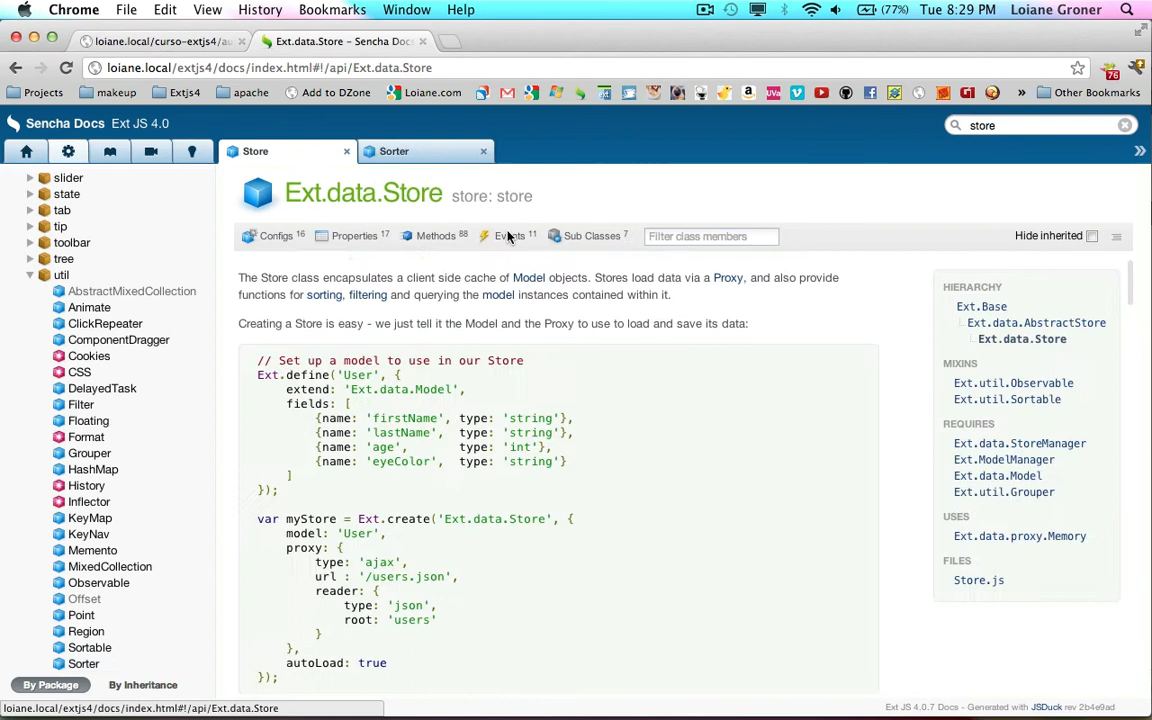 Chrome File Edit View History Bookmarks Window Help (77%) Tue 8:29 PM Loiane Groner
loiane.local/curso-extjs4/au Ext.data.Store – Sencha Doc
loiane.local/extjs4/docs/index.html#!/api/Ext.data.Store
76
Projects makeup Extjs4 apache Add to DZone Loiane.com UVa » Other Bookmarks
Sencha Docs Ext JS 4.0
store
Store Sorter »
slider
state
tab
tip
toolbar
tree
util
AbstractMixedCollection
Animate
ClickRepeater
ComponentDragger
Cookies
CSS
DelayedTask
Filter
Floating
Format
Grouper
HashMap
History
Inflector
KeyMap
KeyNav
Memento
MixedCollection
Observable
Offset
Point
Region
Sortable
Sorter
By Package By Inheritance
Ext.data.Store store: store
Configs 16 Properties 17 Methods 88 Events 11 Sub Classes 7 Filter class members Hide inherited
The Store class encapsulates a client side cache of Model objects. Stores load data via a Proxy, and also provide
functions for sorting, filtering and querying the model instances contained within it.
Creating a Store is easy - we just tell it the Model and the Proxy to use to load and save its data:
// Set up a model to use in our Store
Ext.define('User', {
extend: 'Ext.data.Model',
fields: [
{name: 'firstName', type: 'string'},
{name: 'lastName', type: 'string'},
{name: 'age', type: 'int'},
{name: 'eyeColor', type: 'string'}
]
});
var myStore = Ext.create('Ext.data.Store', {
model: 'User',
proxy: {
type: 'ajax',
url : '/users.json',
reader: {
type: 'json',
root: 'users'
}
},
autoLoad: true
});
HIERARCHY
Ext.Base
Ext.data.AbstractStore
Ext.data.Store
MIXINS
Ext.util.Observable
Ext.util.Sortable
REQUIRES
Ext.data.StoreManager
Ext.ModelManager
Ext.data.Model
Ext.util.Grouper
USES
Ext.data.proxy.Memory
FILES
Store.js
loiane.local/extjs4/docs/index.html#!/api/Ext.data.Store
Ext JS 4.0.7 Docs - Generated with JSDuck rev 2b4e9ad